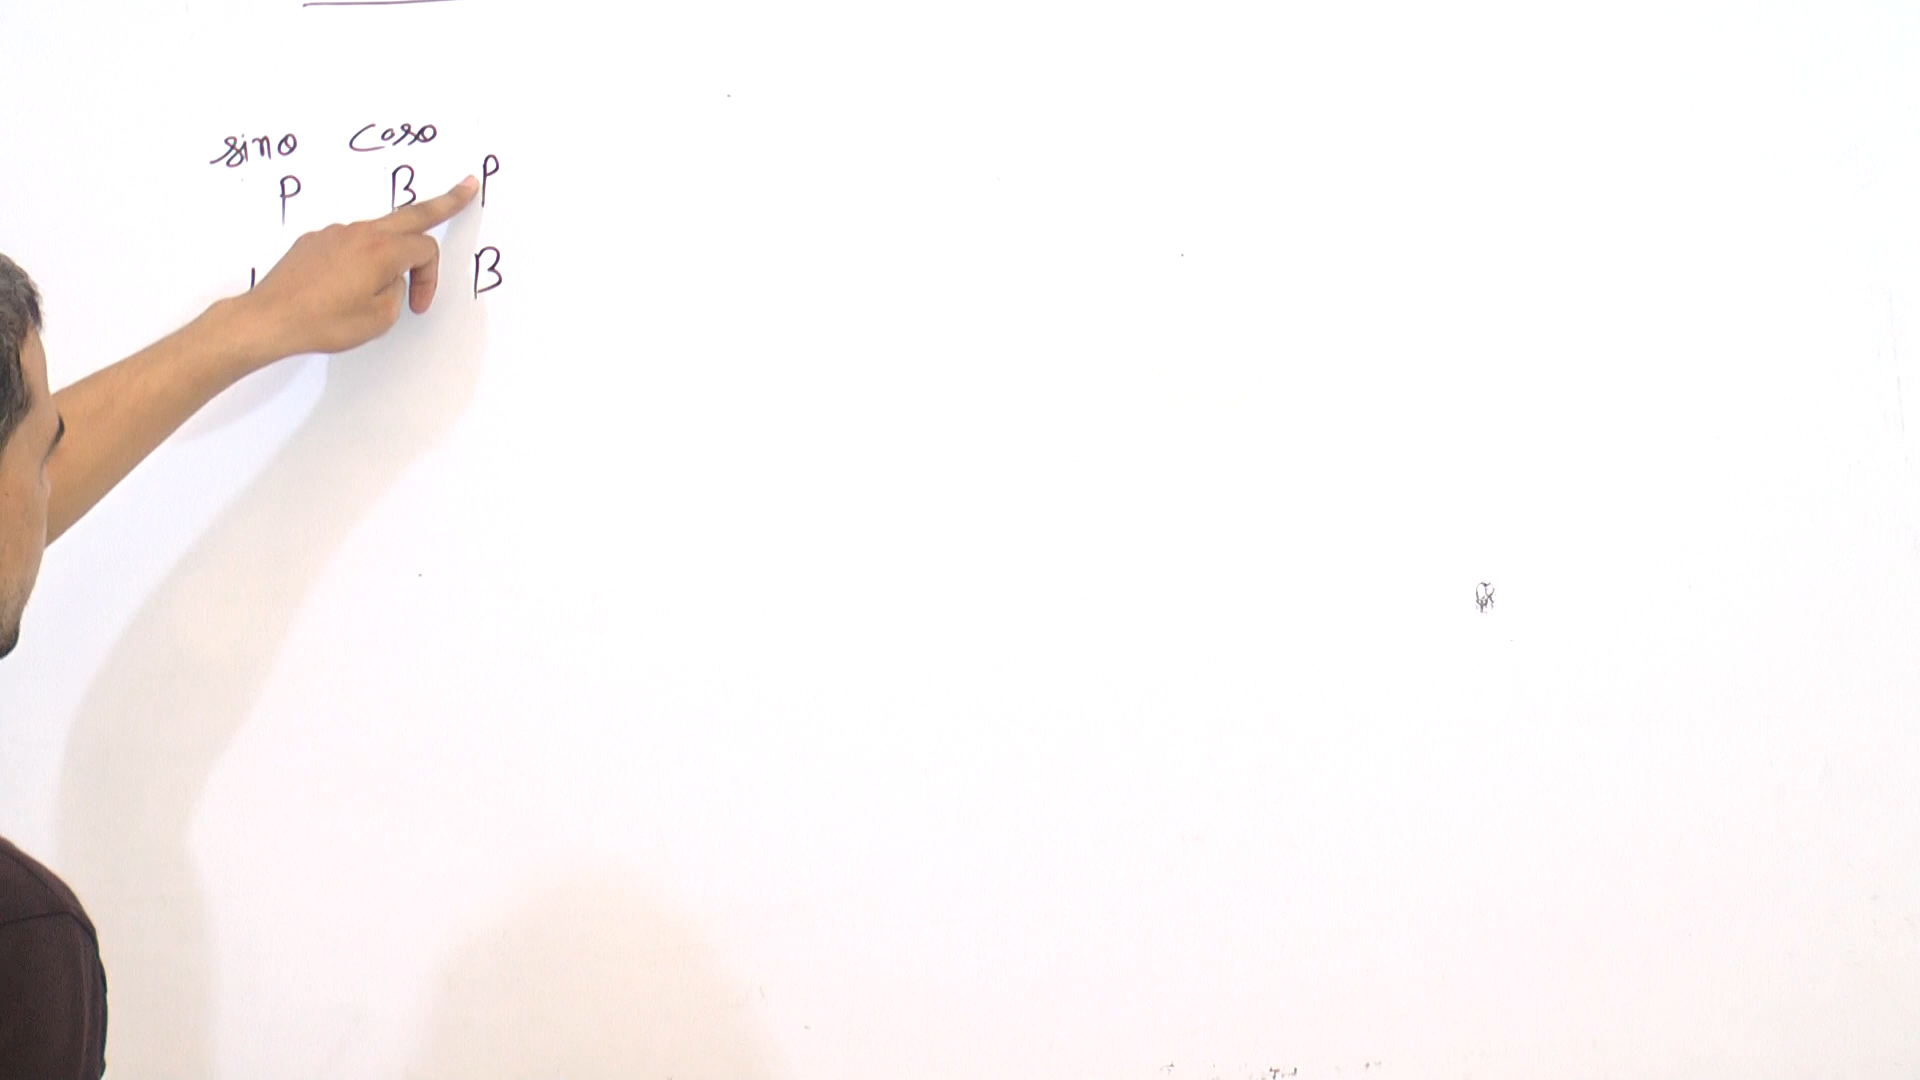 sinθ cosθ
P B P
B